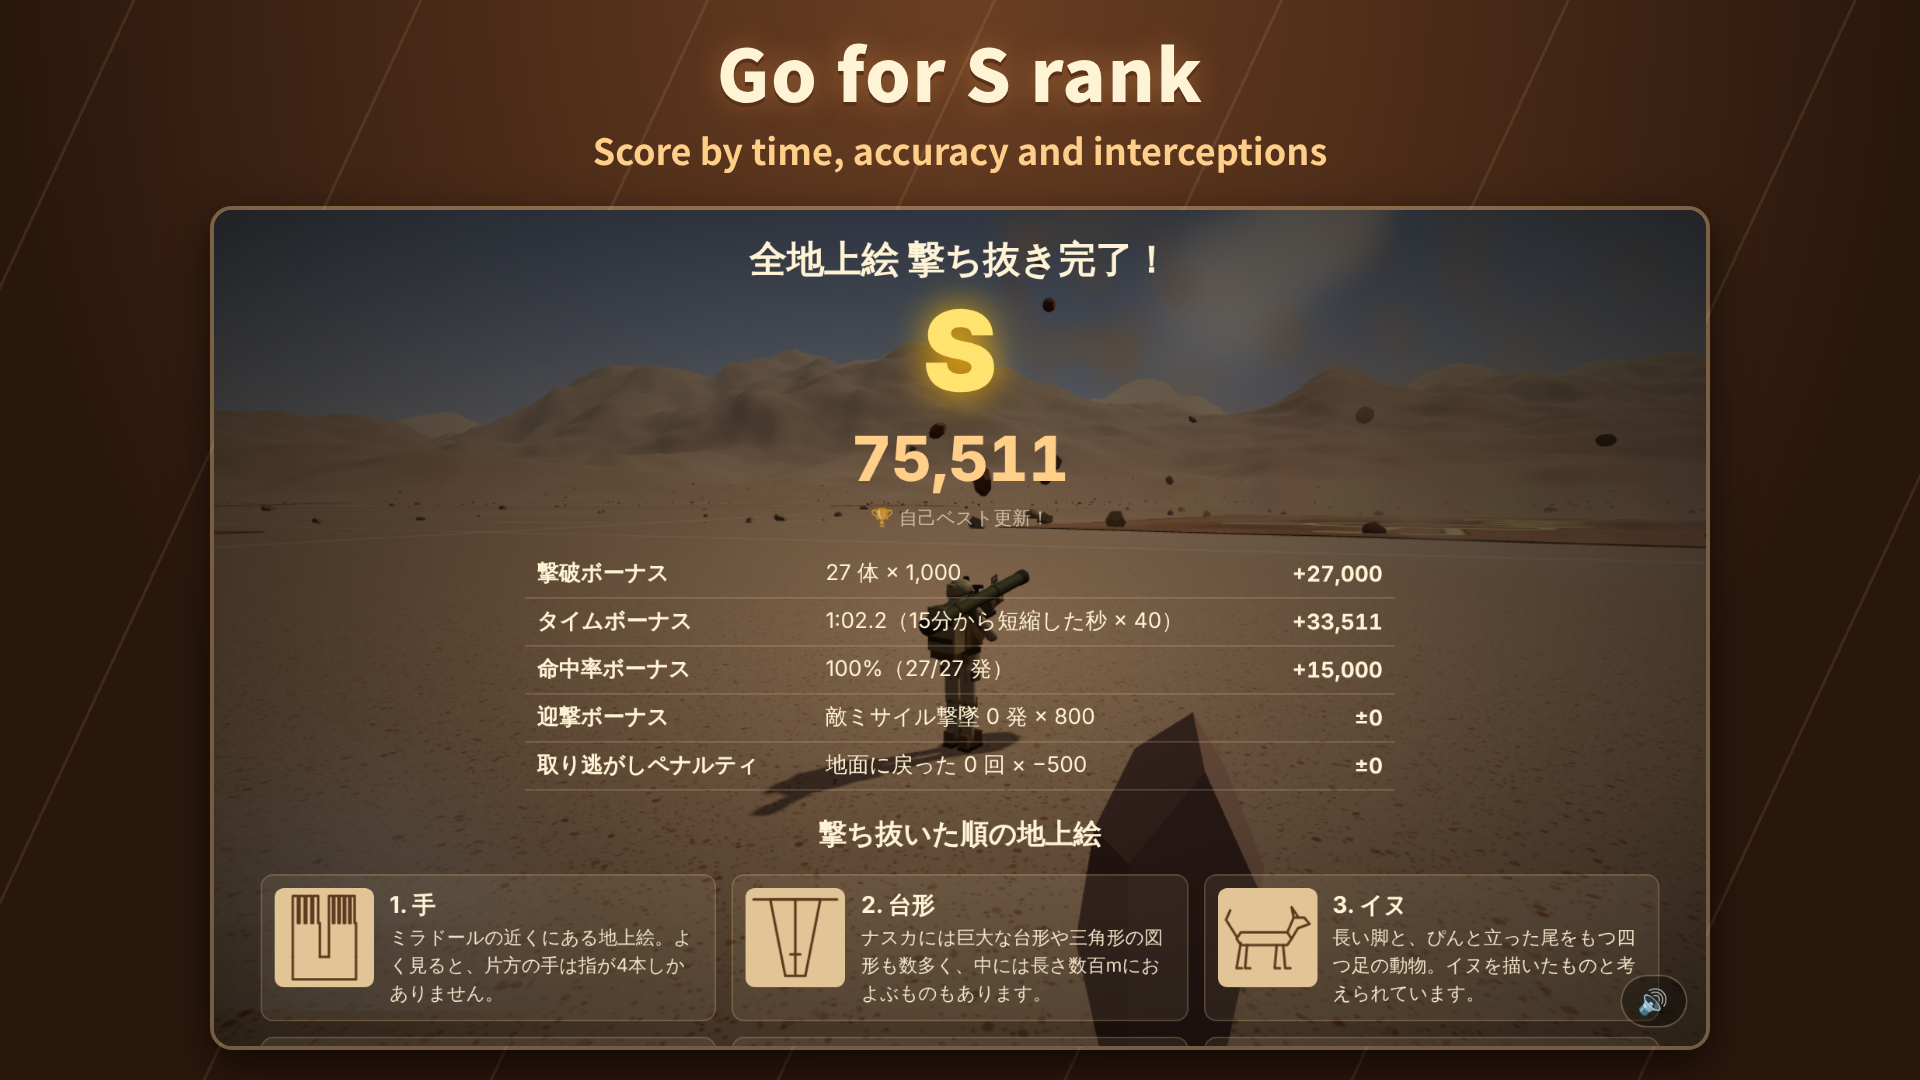 Go for S rank
Score by time, accuracy and interceptions
全地上絵 撃ち抜き完了！
S
75,511
🏆 自己ベスト更新！
撃破ボーナス 27 体 × 1,000 +27,000
タイムボーナス 1:02.2（15分から短縮した秒 × 40） +33,511
命中率ボーナス 100%（27/27 発） +15,000
迎撃ボーナス 敵ミサイル撃墜 0 発 × 800 ±0
取り逃がしペナルティ 地面に戻った 0 回 × −500 ±0
撃ち抜いた順の地上絵
1. 手
ミラドールの近くにある地上絵。よ
く見ると、片方の手は指が4本しか
ありません。
2. 台形
ナスカには巨大な台形や三角形の図
形も数多く、中には長さ数百mにお
よぶものもあります。
3. イヌ
長い脚と、ぴんと立った尾をもつ四
つ足の動物。イヌを描いたものと考
えられています。